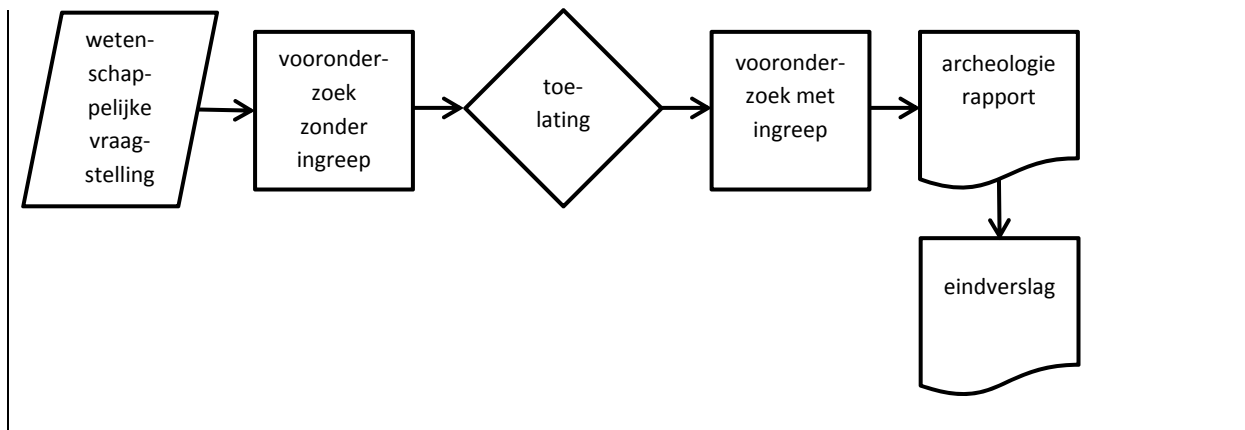 weten-
schap-
pelijke
vraag-
stelling
vooronder-
zoek
zonder
ingreep
toe-
lating
vooronder-
zoek met
ingreep
archeologie
rapport
eindverslag